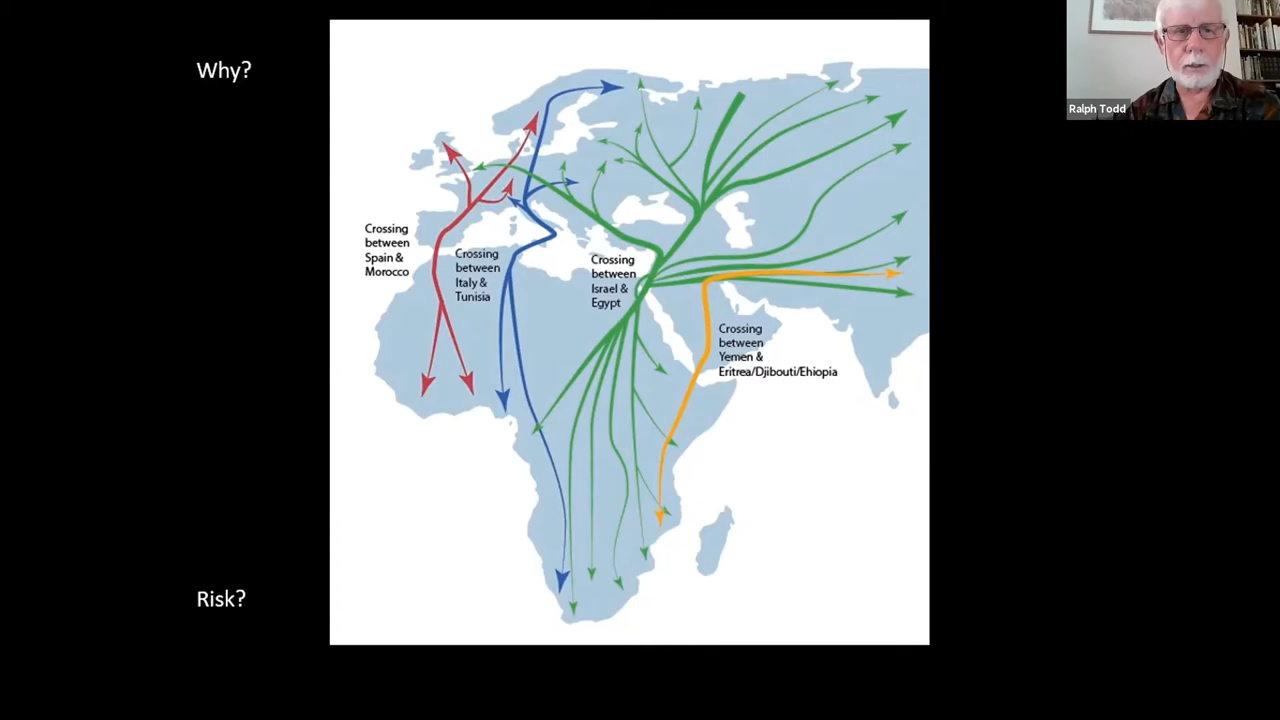 Why?
Ralph Todd
Crossing
between
Spain &
Morocco
Crossing
between
Italy &
Tunisia
Crossing
between
Israel &
Egypt
Crossing
between
Yemen &
Eritrea/Djibouti/Ehiopia
Risk?